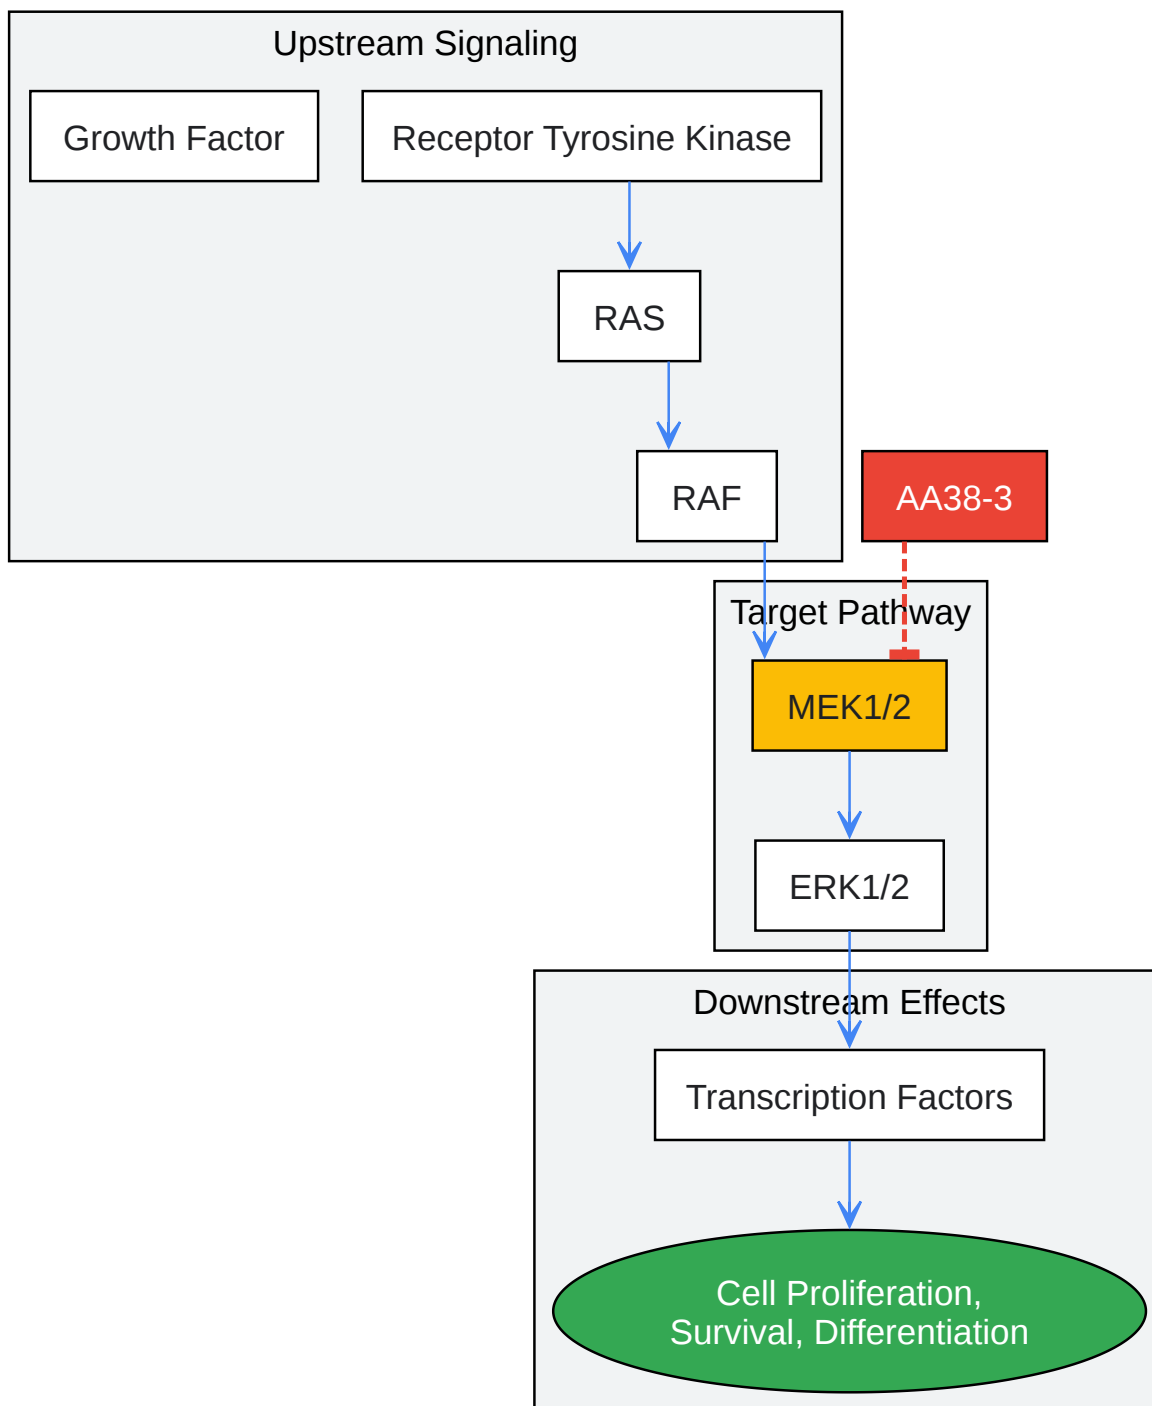 Upstream Signaling
Growth Factor
Receptor Tyrosine Kinase
RAS
RAF
AA38-3
Target Pathway
MEK1/2
ERK1/2
Downstream Effects
Transcription Factors
Cell Proliferation,
Survival, Differentiation